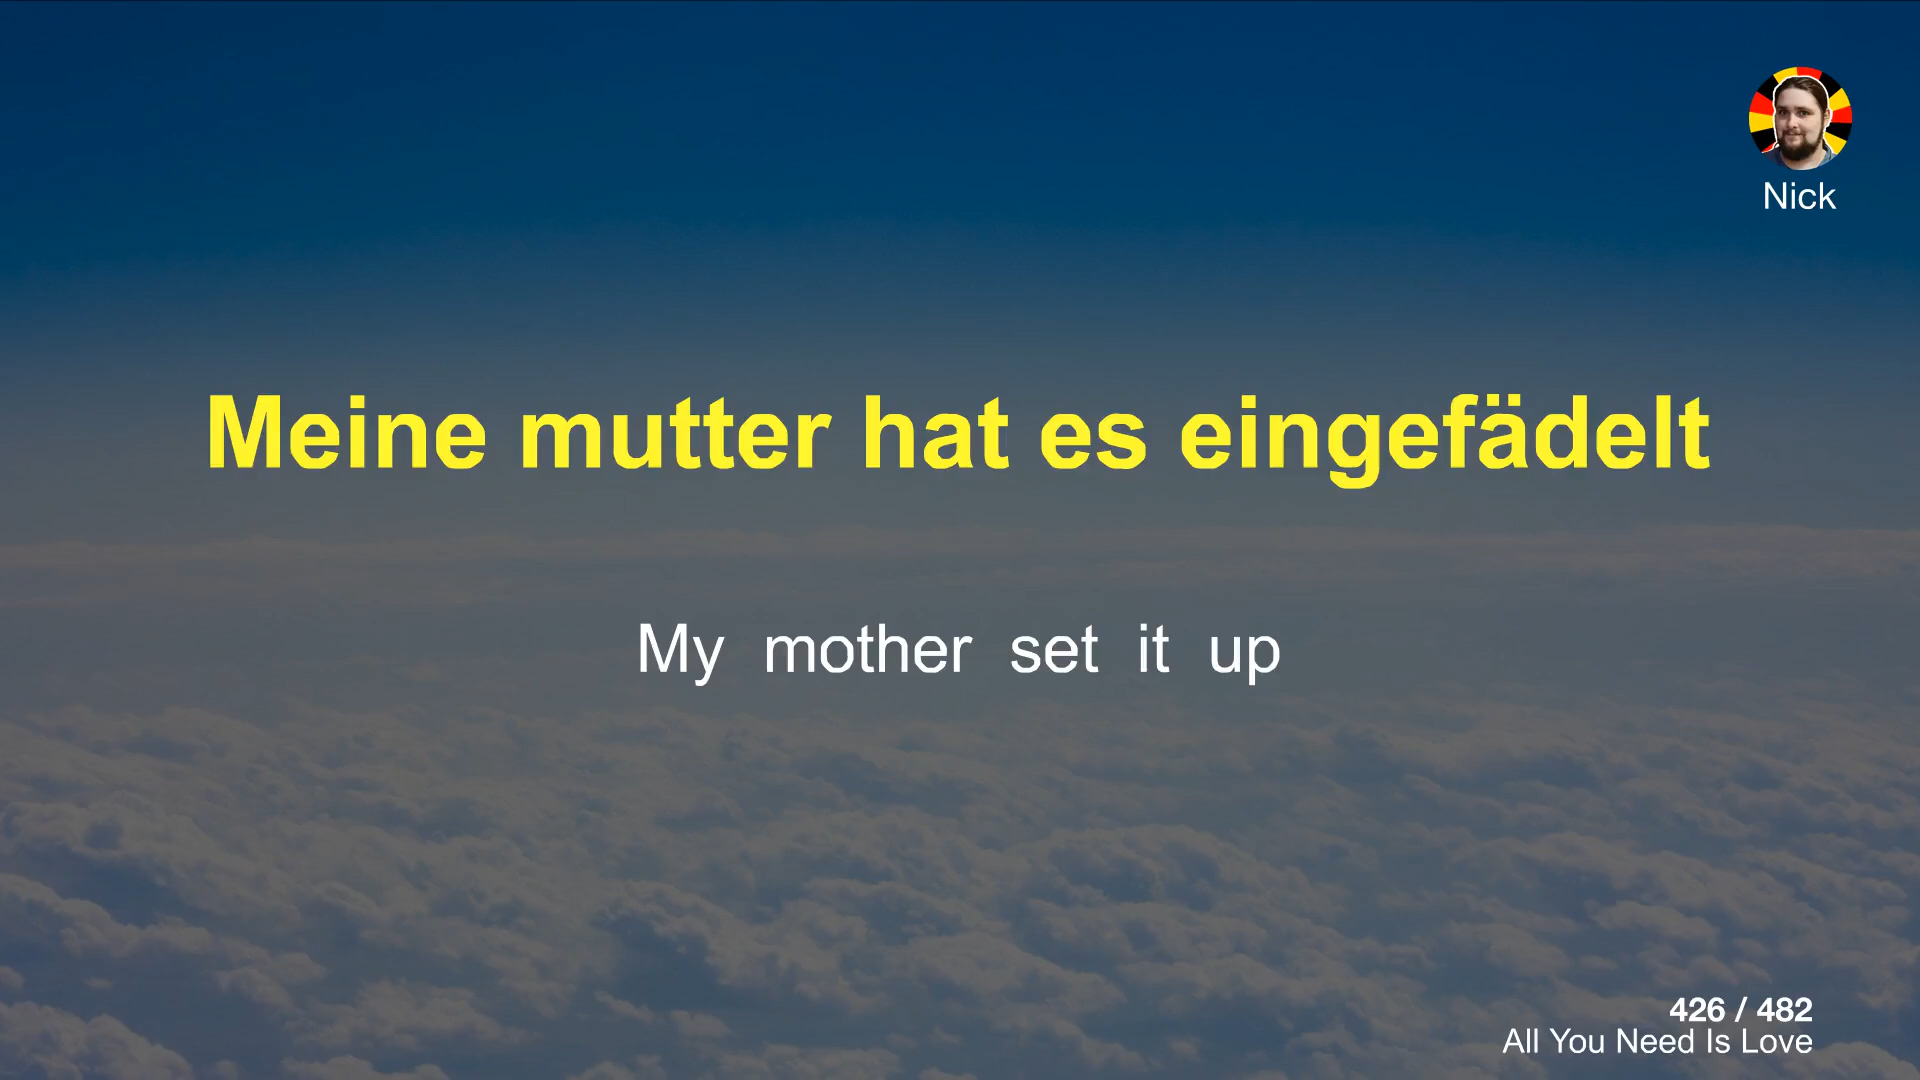 Nick
Meine mutter hat es eingefädelt
My mother set it up
426 / 482
All You Need Is Love